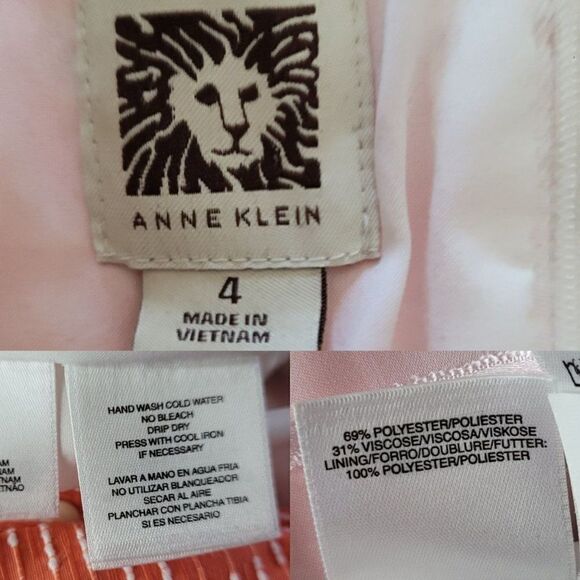 ANNE KLEIN
4
MADE IN
VIETNAM
HAND WASH COLD WATER
NO BLEACH
DRIP DRY
PRESS WITH COOL IRON
IF NECESSARY
LAVAR A MANO EN AGUA FRIA
NO UTILIZAR BLANQUEADOR
SECAR AL AIRE
PLANCHAR CON PLANCHA TIBIA
SI ES NECESARIO
69% POLYESTER/POLIESTER
31% VISCOSE/VISCOSA/VISKOSE
LINING/FORRO/DOUBLURE/FUTTER:
100% POLYESTER/POLIESTER